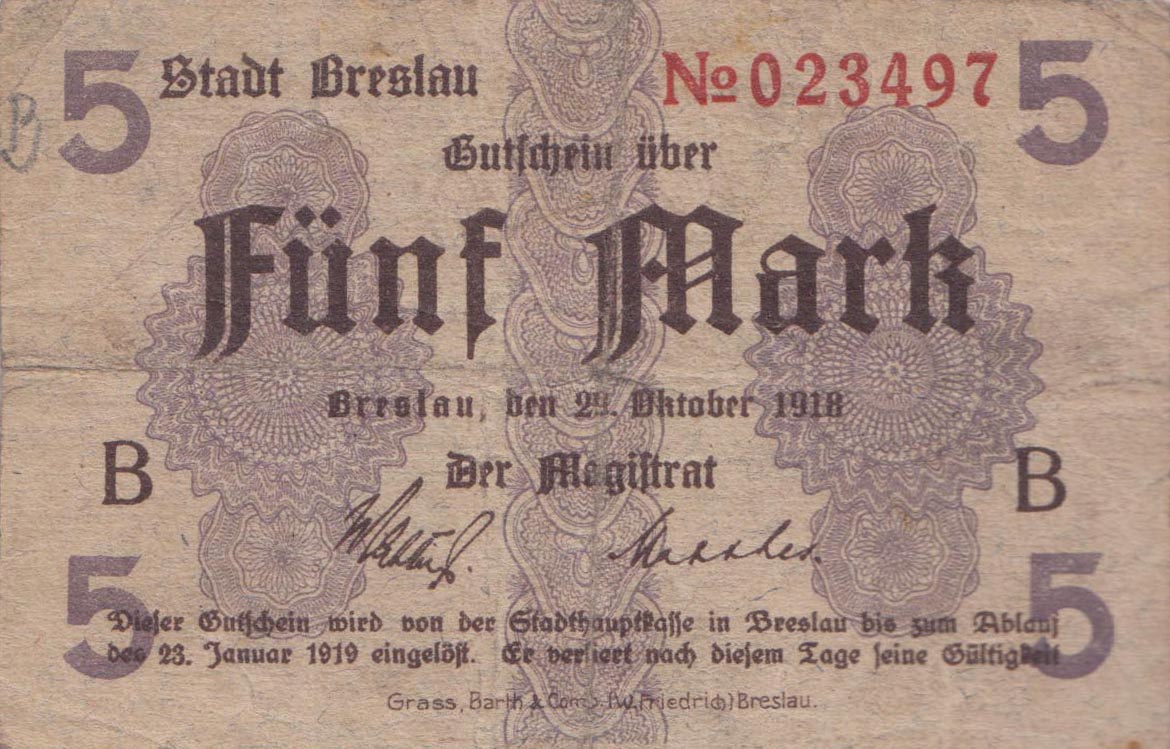 5 Stadt Breslau No 023497 5
B
Gutschein über
Fünf Mark
Breslau, den Oktober 1918
B Der Magistrat B
5 5
Dieser Gutschein wird von der Stadthauptkasse in Breslau bis zum Ablauf
des 23. Januar 1919 eingelöst. Er verliert nach diesem Tage seine Gültigkeit
Grass, Barth & Comp. (W. Friedrich) Breslau.